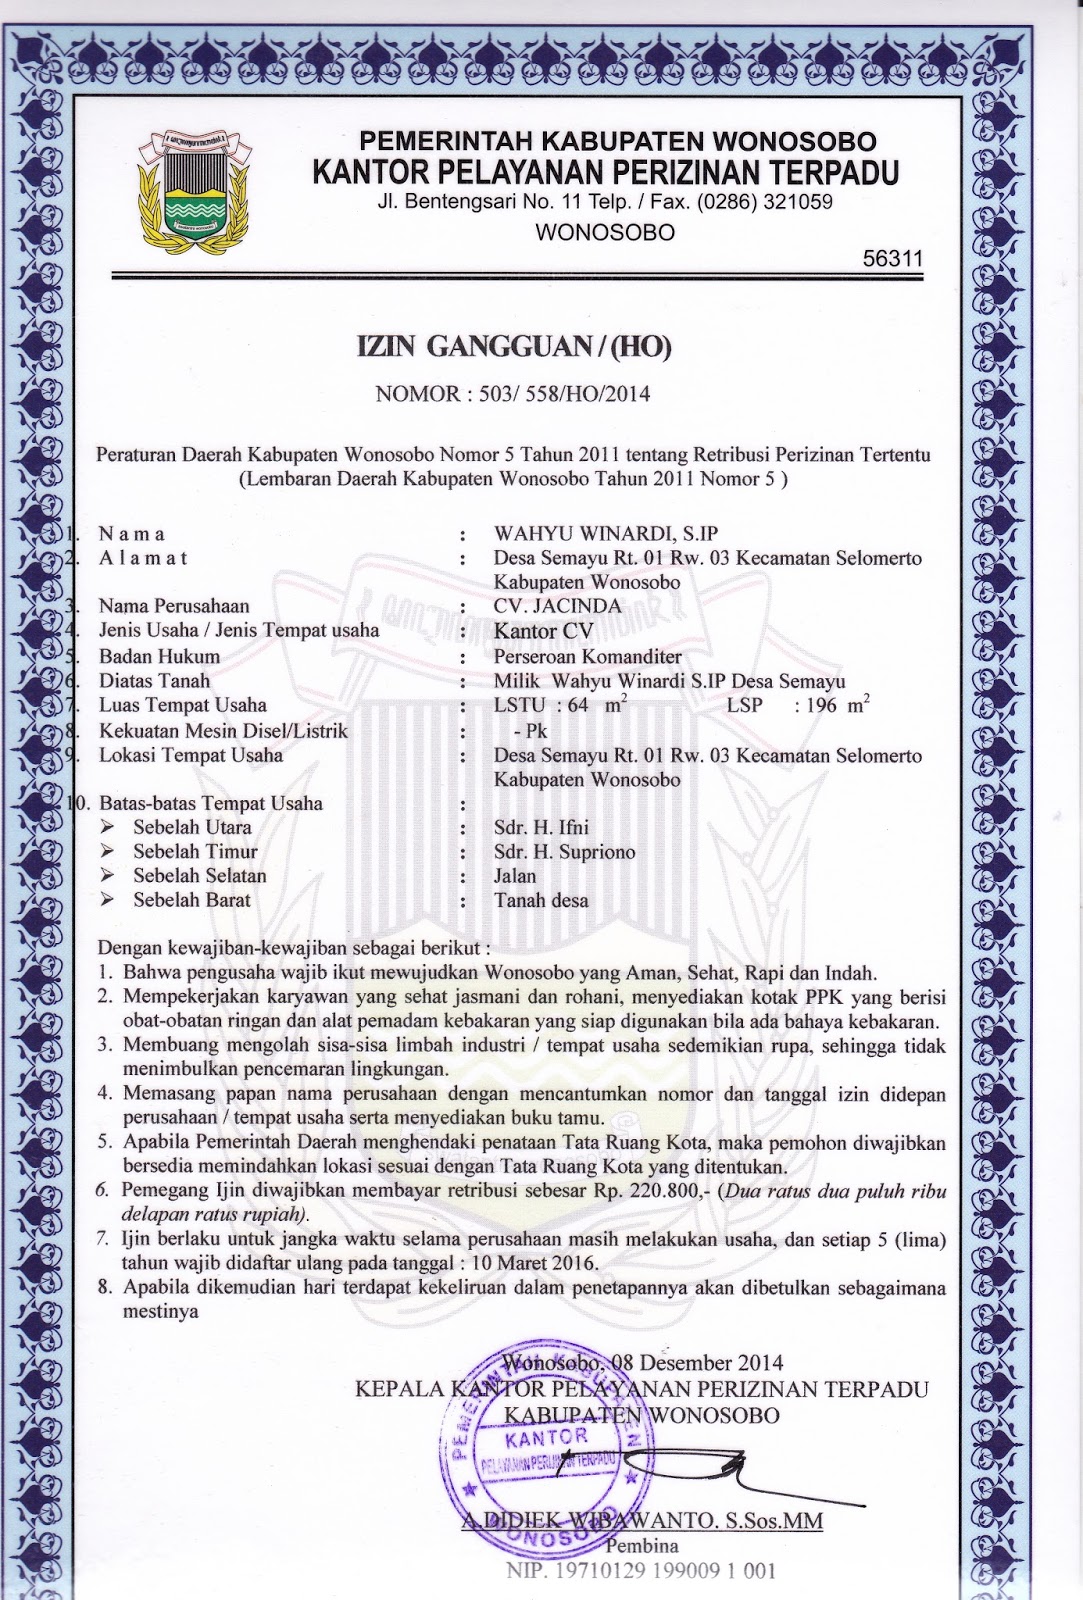 PEMERINTAH KABUPATEN WONOSOBO
KANTOR PELAYANAN PERIZINAN TERPADU
Jl. Bentengsari No. 11 Telp. / Fax. (0286) 321059
WONOSOBO
56311
IZIN GANGGUAN / (HO)
NOMOR : 503/ 558/HO/2014
Peraturan Daerah Kabupaten Wonosobo Nomor 5 Tahun 2011 tentang Retribusi Perizinan Tertentu
(Lembaran Daerah Kabupaten Wonosobo Tahun 2011 Nomor 5 )
1. N a m a : WAHYU WINARDI, S.IP
2. A l a m a t : Desa Semayu Rt. 01 Rw. 03 Kecamatan Selomerto
Kabupaten Wonosobo
3. Nama Perusahaan : CV. JACINDA
4. Jenis Usaha / Jenis Tempat usaha : Kantor CV
5. Badan Hukum : Perseroan Komanditer
6. Diatas Tanah : Milik Wahyu Winardi S.IP Desa Semayu
7. Luas Tempat Usaha : LSTU : 64 m² LSP : 196 m²
8. Kekuatan Mesin Disel/Listrik : - Pk
9. Lokasi Tempat Usaha : Desa Semayu Rt. 01 Rw. 03 Kecamatan Selomerto
Kabupaten Wonosobo
10. Batas-batas Tempat Usaha :
➢ Sebelah Utara : Sdr. H. Ifni
➢ Sebelah Timur : Sdr. H. Supriono
➢ Sebelah Selatan : Jalan
➢ Sebelah Barat : Tanah desa
Dengan kewajiban-kewajiban sebagai berikut :
1. Bahwa pengusaha wajib ikut mewujudkan Wonosobo yang Aman, Sehat, Rapi dan Indah.
2. Mempekerjakan karyawan yang sehat jasmani dan rohani, menyediakan kotak PPK yang berisi
obat-obatan ringan dan alat pemadam kebakaran yang siap digunakan bila ada bahaya kebakaran.
3. Membuang mengolah sisa-sisa limbah industri / tempat usaha sedemikian rupa, sehingga tidak
menimbulkan pencemaran lingkungan.
4. Memasang papan nama perusahaan dengan mencantumkan nomor dan tanggal izin didepan
perusahaan / tempat usaha serta menyediakan buku tamu.
5. Apabila Pemerintah Daerah menghendaki penataan Tata Ruang Kota, maka pemohon diwajibkan
bersedia memindahkan lokasi sesuai dengan Tata Ruang Kota yang ditentukan.
6. Pemegang Ijin diwajibkan membayar retribusi sebesar Rp. 220.800,- (Dua ratus dua puluh ribu
delapan ratus rupiah).
7. Ijin berlaku untuk jangka waktu selama perusahaan masih melakukan usaha, dan setiap 5 (lima)
tahun wajib didaftar ulang pada tanggal : 10 Maret 2016.
8. Apabila dikemudian hari terdapat kekeliruan dalam penetapannya akan dibetulkan sebagaimana
mestinya
Wonosobo, 08 Desember 2014
KEPALA KANTOR PELAYANAN PERIZINAN TERPADU
KABUPATEN WONOSOBO
PEMERINTAH KABUPATEN
KANTOR
PELAYANAN PERIJINAN TERPADU
WONOSOBO
A.DIDIEK WIBAWANTO. S.Sos.MM
Pembina
NIP. 19710129 199009 1 001